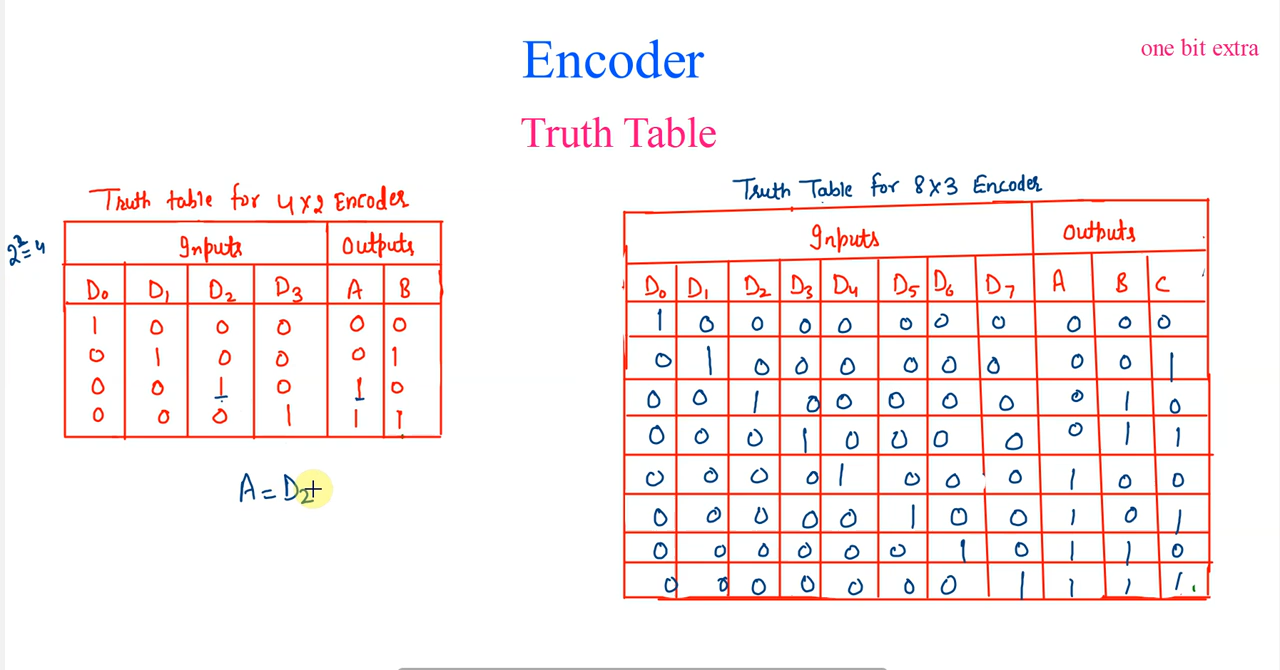 Encoder
one bit extra
Truth Table
Truth table for 4x2 Encoder
2²=4
Inputs Outputs
D₀ D₁ D₂ D₃ A B
1 0 0 0 0 0
0 1 0 0 0 1
0 0 1 0 1 0
0 0 0 1 1 1
A = D₂+
Truth Table for 8x3 Encoder
Inputs Outputs
D₀ D₁ D₂ D₃ D₄ D₅ D₆ D₇ A B C
1 0 0 0 0 0 0 0 0 0 0
0 1 0 0 0 0 0 0 0 0 1
0 0 1 0 0 0 0 0 0 1 0
0 0 0 1 0 0 0 0 0 1 1
0 0 0 0 1 0 0 0 1 0 0
0 0 0 0 0 1 0 0 1 0 1
0 0 0 0 0 0 1 0 1 1 0
0 0 0 0 0 0 0 1 1 1 1.